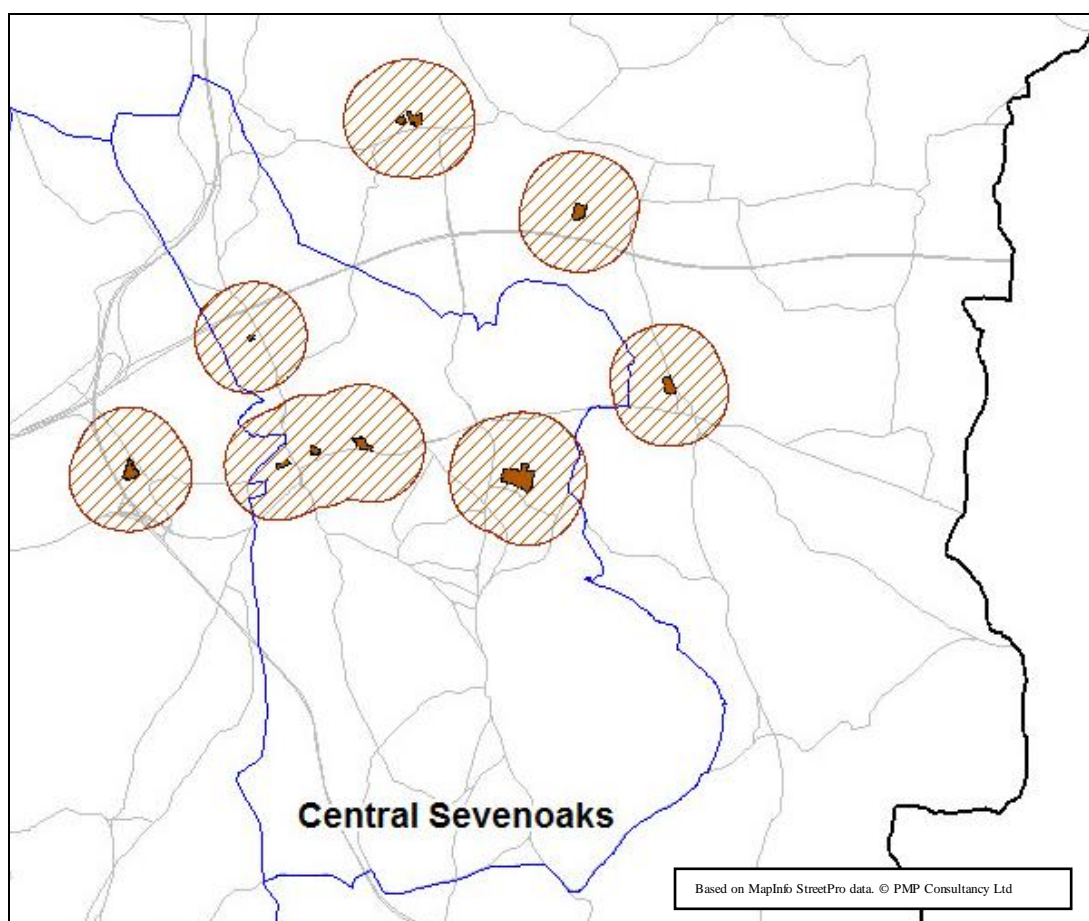 Central Sevenoaks
Based on MapInfo StreetPro data. © PMP Consultancy Ltd